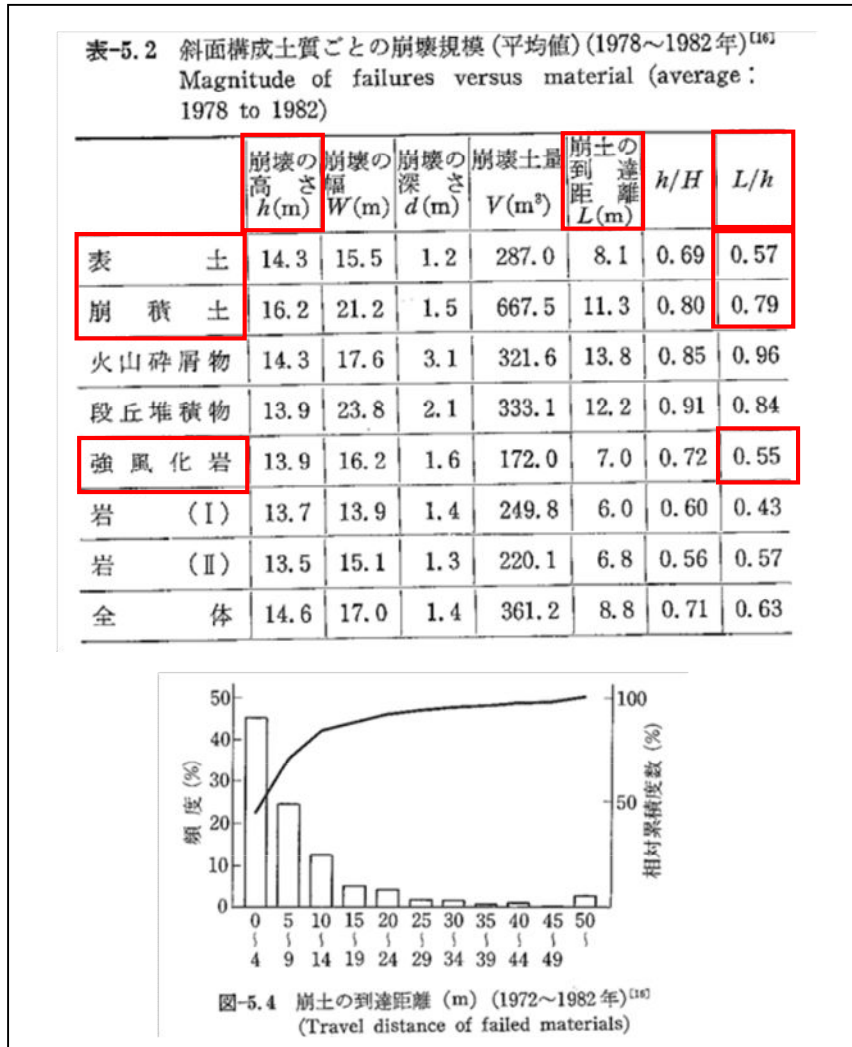 表-5.2 斜面構成土質ごとの崩壊規模(平均値)(1978~1982年)[16]
Magnitude of failures versus material (average:
1978 to 1982)
崩壊の高さ h(m) 崩壊の幅 W(m) 崩壊の深さ d(m) 崩壊土量 V(m³) 崩土の到達距離 L(m) h/H L/h
表土 14.3 15.5 1.2 287.0 8.1 0.69 0.57
崩積土 16.2 21.2 1.5 667.5 11.3 0.80 0.79
火山砕屑物 14.3 17.6 3.1 321.6 13.8 0.85 0.96
段丘堆積物 13.9 23.8 2.1 333.1 12.2 0.91 0.84
強風化岩 13.9 16.2 1.6 172.0 7.0 0.72 0.55
岩(I) 13.7 13.9 1.4 249.8 6.0 0.60 0.43
岩(II) 13.5 15.1 1.3 220.1 6.8 0.56 0.57
全体 14.6 17.0 1.4 361.2 8.8 0.71 0.63
頻度(%)
50
40
30
20
10
0
100
50
相対累積度数(%)
0~4 5~9 10~14 15~19 20~24 25~29 30~34 35~39 40~44 45~49 50~
図-5.4 崩土の到達距離(m)(1972~1982年)[16]
(Travel distance of failed materials)